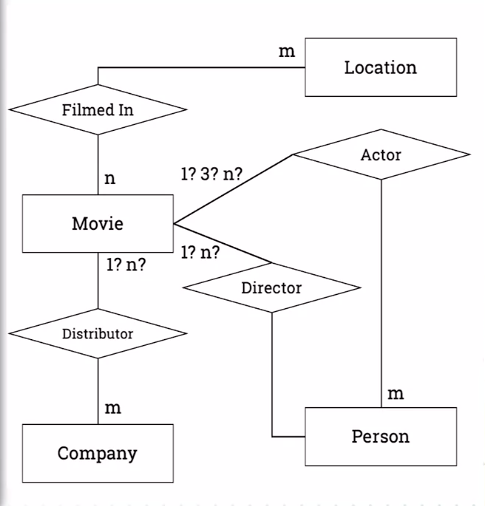 m
Location
Filmed In
Actor
1? 3? n?
n
Movie
1? n?
1? n?
Director
Distributor
m
m
Person
Company